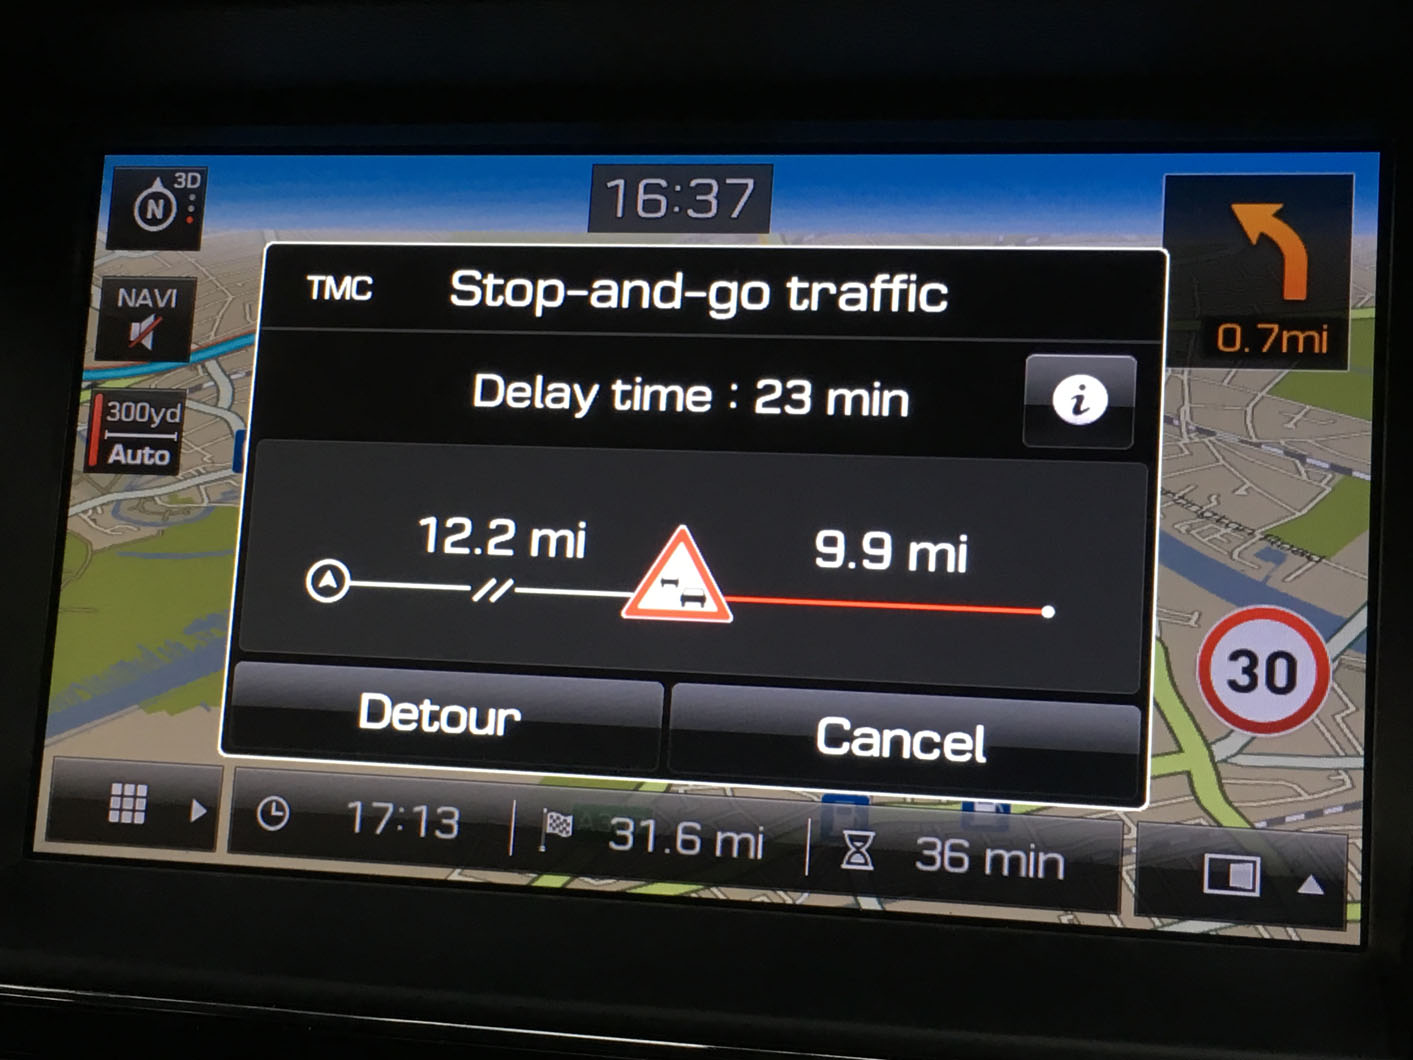 3D
N
16:37
TMC Stop-and-go traffic
NAVI
0.7mi
Delay time : 23 min
i
300yd
Auto
12.2 mi 9.9 mi
30
Detour Cancel
17:13 31.6 mi 36 min